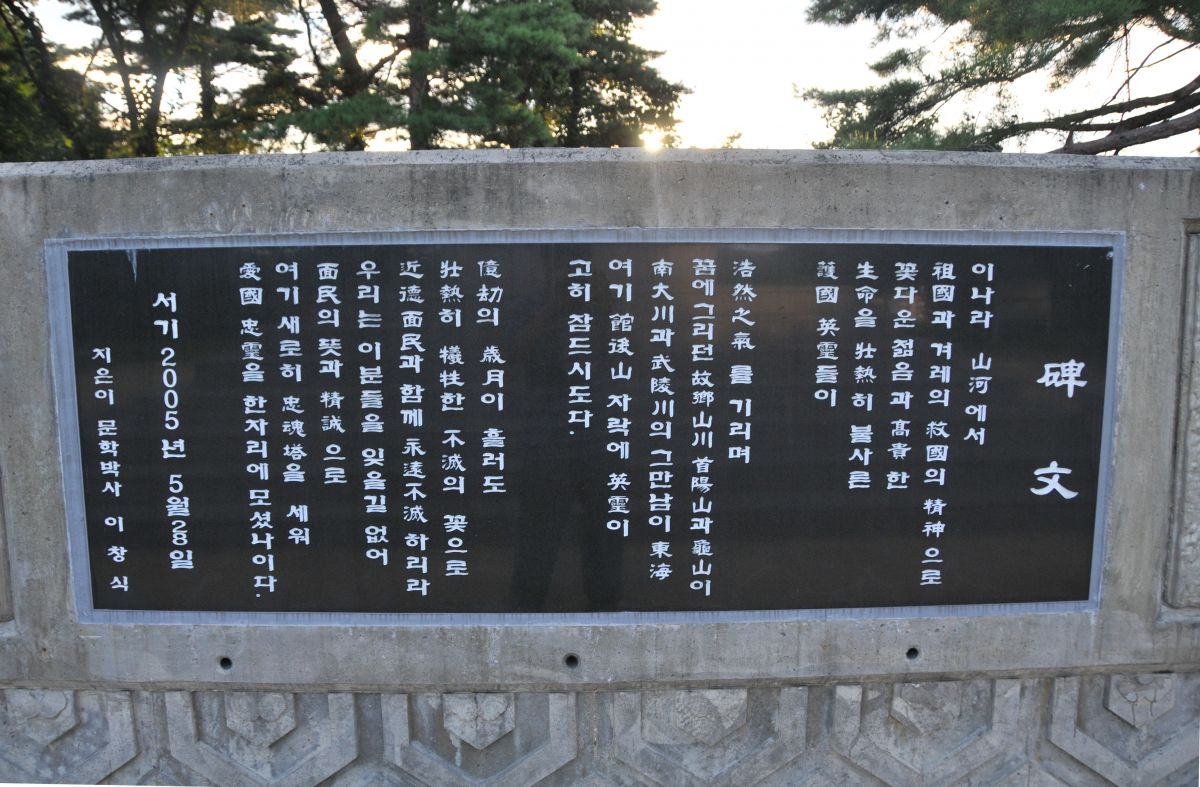 碑文
이나라 山河에서
祖國과 겨레의 救國의 精神으로
꽃다운 젊음과 高貴한
生命을 壯熱히 불사른
護國 英靈들이
浩然之氣를 기리며
꿈에 그리던 故鄕山川 首陽山과 龜山이
南大川과 武陵川의 그만남이 東海
여기 館後山 자락에 英靈이
고히 잠드시도다.
億劫의 歲月이 흘러도
壯熱히 犧牲한 不滅의 꽃으로
近德面民과 함께 永遠不滅하리라
우리는 이분들을 잊을길 없어
面民의 뜻과 精誠으로
여기 새로히 忠魂塔을 세워
愛國 忠靈을 한자리에 모셨나이다.
서기 2005년 5월 28일
지은이 문학박사 이창식